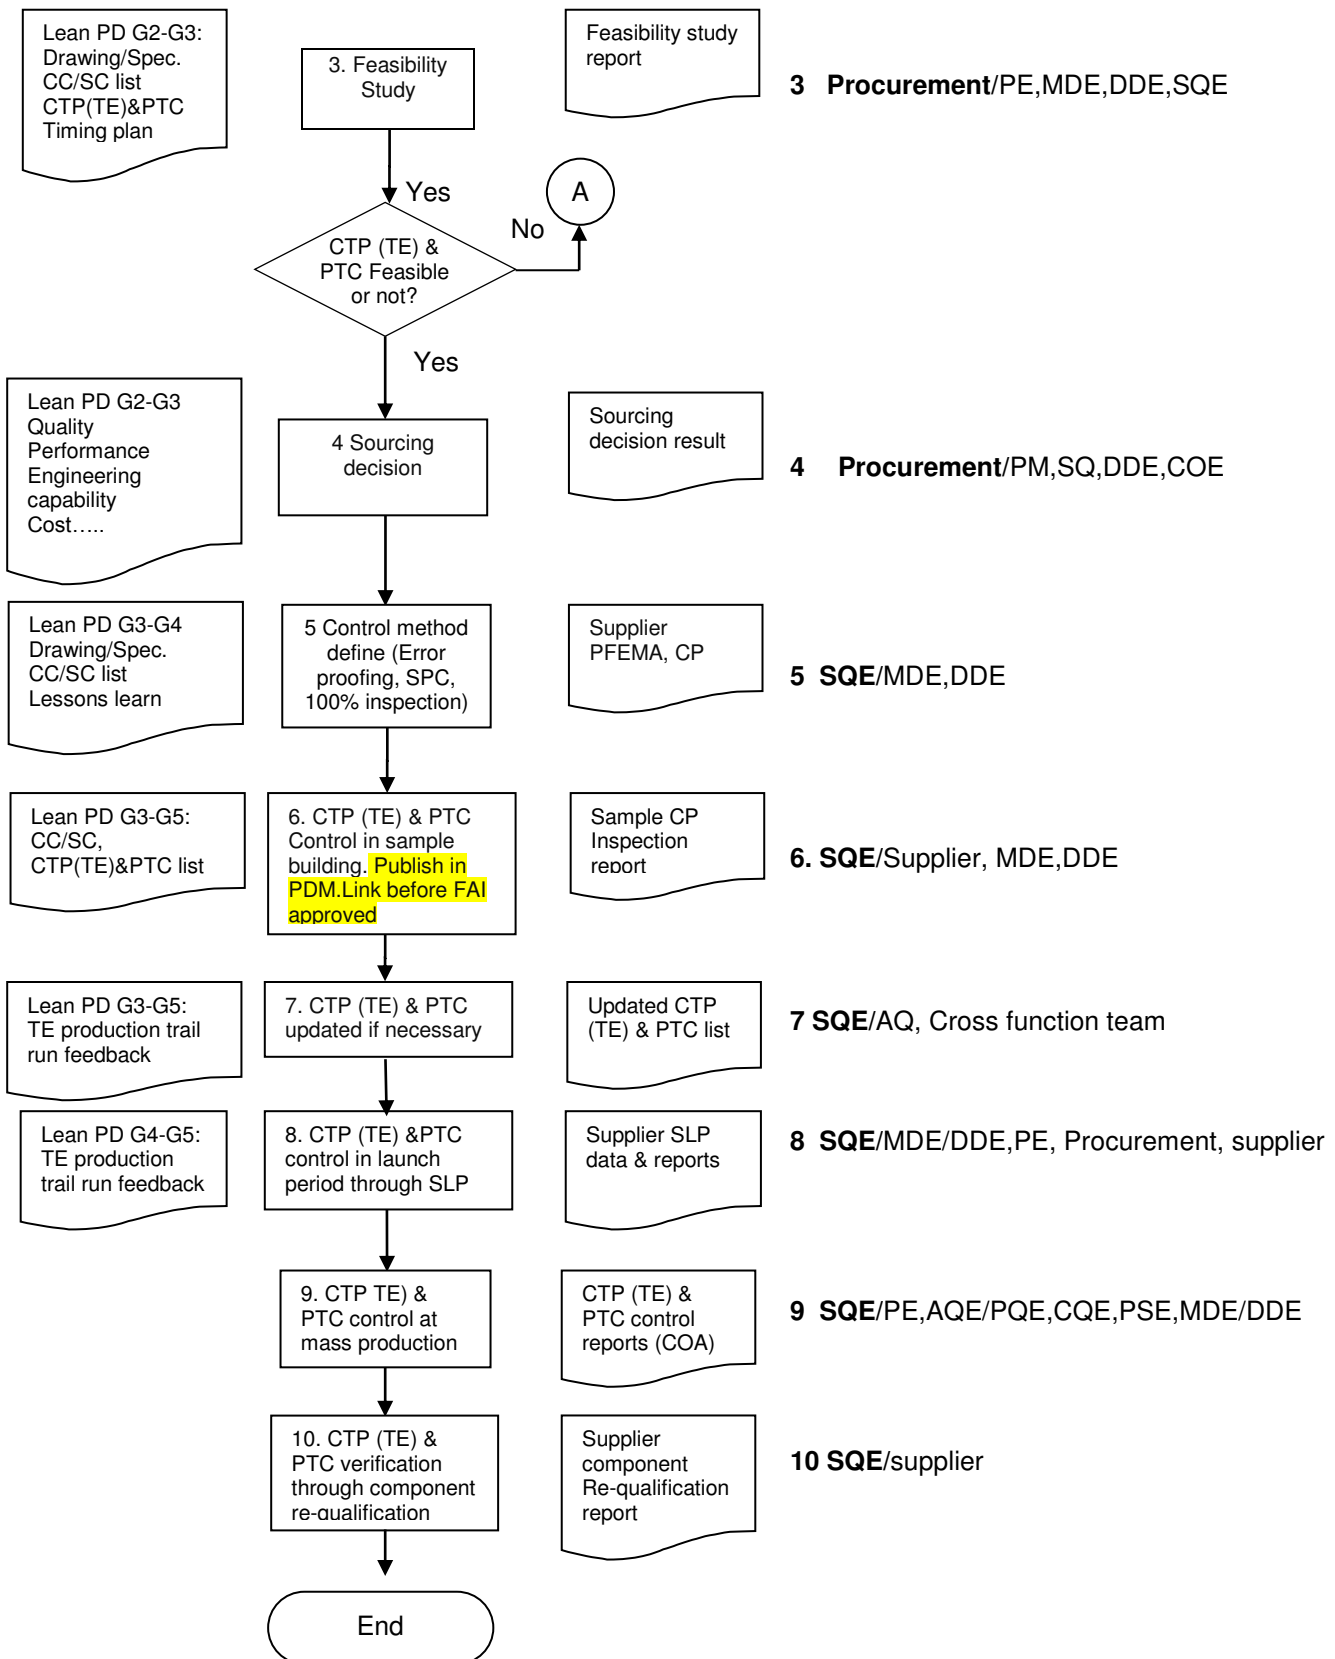 Lean PD G2-G3:
Drawing/Spec.
CC/SC list
CTP(TE)&PTC
Timing plan
3. Feasibility
Study
Feasibility study
report
3 Procurement/PE,MDE,DDE,SQE
Yes
A
No
CTP (TE) &
PTC Feasible
or not?
Yes
Lean PD G2-G3
Quality
Performance
Engineering
capability
Cost…..
4 Sourcing
decision
Sourcing
decision result
4 Procurement/PM,SQ,DDE,COE
Lean PD G3-G4
Drawing/Spec.
CC/SC list
Lessons learn
5 Control method
define (Error
proofing, SPC,
100% inspection)
Supplier
PFEMA, CP
5 SQE/MDE,DDE
Lean PD G3-G5:
CC/SC,
CTP(TE)&PTC list
6. CTP (TE) & PTC
Control in sample
building. Publish in
PDM.Link before FAI
approved
Sample CP
Inspection
report
6. SQE/Supplier, MDE,DDE
Lean PD G3-G5:
TE production trail
run feedback
7. CTP (TE) & PTC
updated if necessary
Updated CTP
(TE) & PTC list
7 SQE/AQ, Cross function team
Lean PD G4-G5:
TE production
trail run feedback
8. CTP (TE) &PTC
control in launch
period through SLP
Supplier SLP
data & reports
8 SQE/MDE/DDE,PE, Procurement, supplier
9. CTP TE) &
PTC control at
mass production
CTP (TE) &
PTC control
reports (COA)
9 SQE/PE,AQE/PQE,CQE,PSE,MDE/DDE
10. CTP (TE) &
PTC verification
through component
re-qualification
Supplier
component
Re-qualification
report
10 SQE/supplier
End